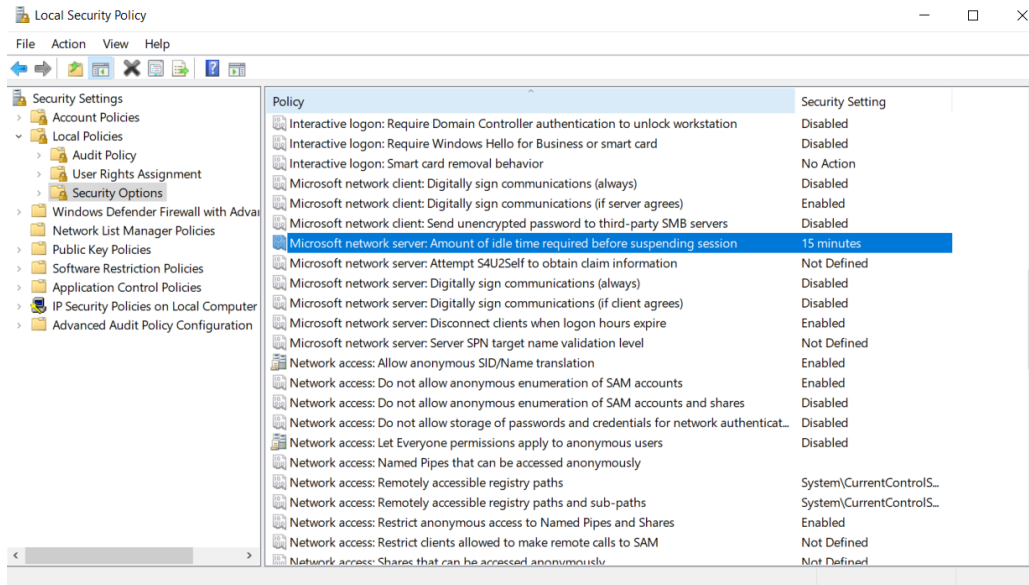 Local Security Policy
File Action View Help
Security Settings
Account Policies
Local Policies
Audit Policy
User Rights Assignment
Security Options
Windows Defender Firewall with Advar
Network List Manager Policies
Public Key Policies
Software Restriction Policies
Application Control Policies
IP Security Policies on Local Computer
Advanced Audit Policy Configuration
Policy Security Setting
Interactive logon: Require Domain Controller authentication to unlock workstation Disabled
Interactive logon: Require Windows Hello for Business or smart card Disabled
Interactive logon: Smart card removal behavior No Action
Microsoft network client: Digitally sign communications (always) Disabled
Microsoft network client: Digitally sign communications (if server agrees) Enabled
Microsoft network client: Send unencrypted password to third-party SMB servers Disabled
Microsoft network server: Amount of idle time required before suspending session 15 minutes
Microsoft network server: Attempt S4U2Self to obtain claim information Not Defined
Microsoft network server: Digitally sign communications (always) Disabled
Microsoft network server: Digitally sign communications (if client agrees) Disabled
Microsoft network server: Disconnect clients when logon hours expire Enabled
Microsoft network server: Server SPN target name validation level Not Defined
Network access: Allow anonymous SID/Name translation Enabled
Network access: Do not allow anonymous enumeration of SAM accounts Enabled
Network access: Do not allow anonymous enumeration of SAM accounts and shares Disabled
Network access: Do not allow storage of passwords and credentials for network authenticat... Disabled
Network access: Let Everyone permissions apply to anonymous users Disabled
Network access: Named Pipes that can be accessed anonymously
Network access: Remotely accessible registry paths System\CurrentControlS...
Network access: Remotely accessible registry paths and sub-paths System\CurrentControlS...
Network access: Restrict anonymous access to Named Pipes and Shares Enabled
Network access: Restrict clients allowed to make remote calls to SAM Not Defined
Network access: Shares that can be accessed anonymously Not Defined